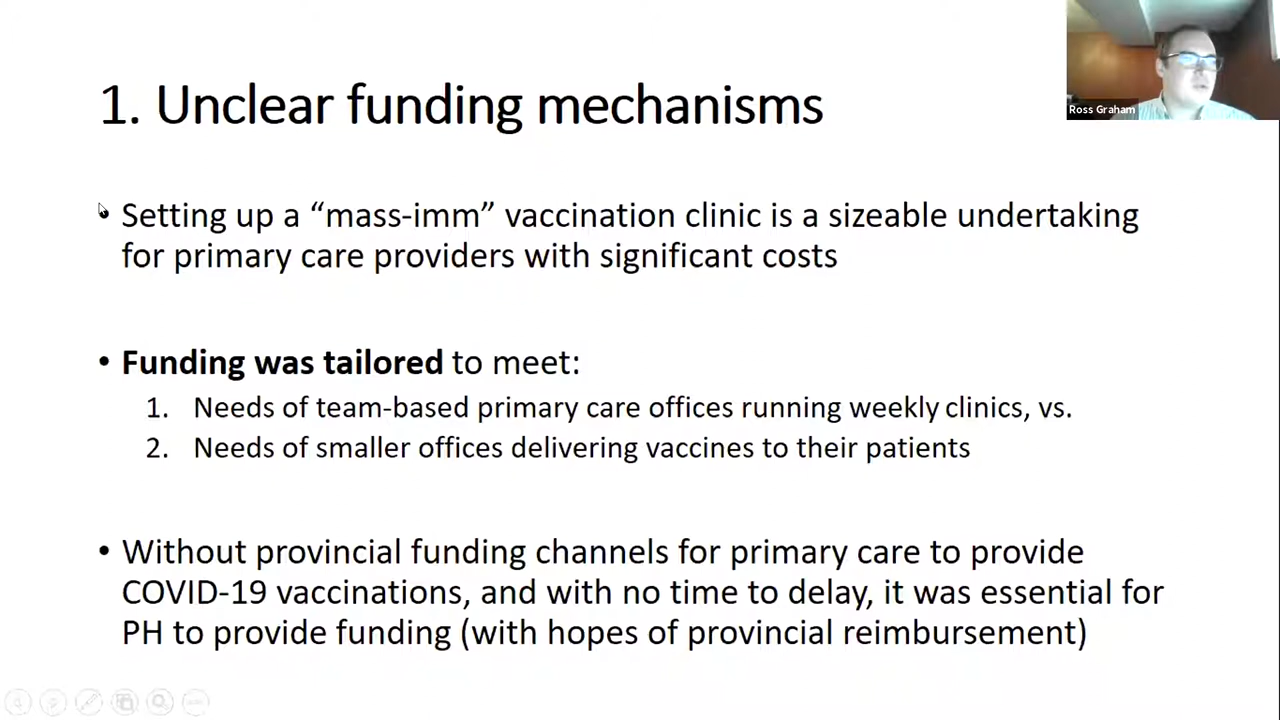 1. Unclear funding mechanisms
Ross Graham
• Setting up a “mass-imm” vaccination clinic is a sizeable undertaking
for primary care providers with significant costs
• Funding was tailored to meet:
1. Needs of team-based primary care offices running weekly clinics, vs.
2. Needs of smaller offices delivering vaccines to their patients
• Without provincial funding channels for primary care to provide
COVID-19 vaccinations, and with no time to delay, it was essential for
PH to provide funding (with hopes of provincial reimbursement)